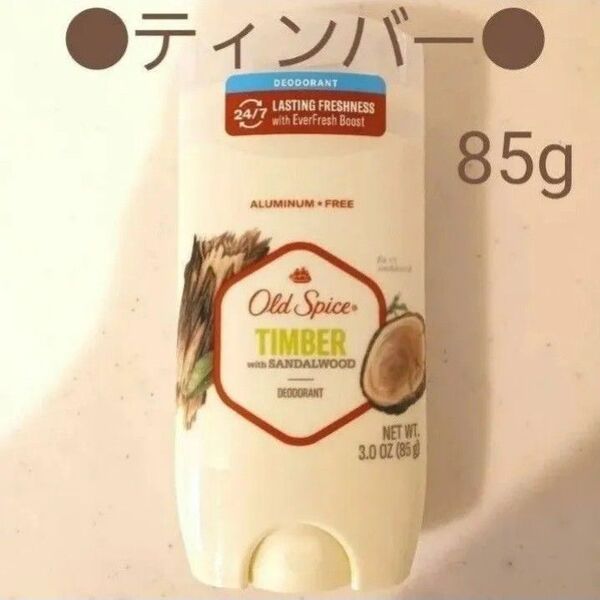 ●ティンバー●
DEODORANT
24/7 LASTING FRESHNESS
with EverFresh Boost
85g
ALUMINUM • FREE
Old Spice®
TIMBER
with SANDALWOOD
DEODORANT
NET WT.
3.0 OZ (85 g)